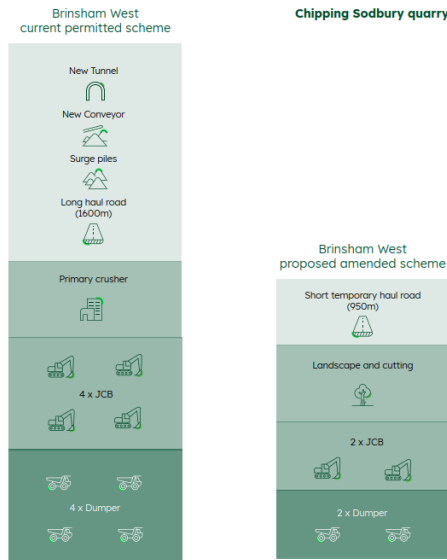 Brinsham West
current permitted scheme
New Tunnel
New Conveyor
Surge piles
Long haul road
(1600m)
Primary crusher
4 x JCB
4 x Dumper
Chipping Sodbury quarry
Brinsham West
proposed amended scheme
Short temporary haul road
(950m)
Landscape and cutting
2 x JCB
2 x Dumper